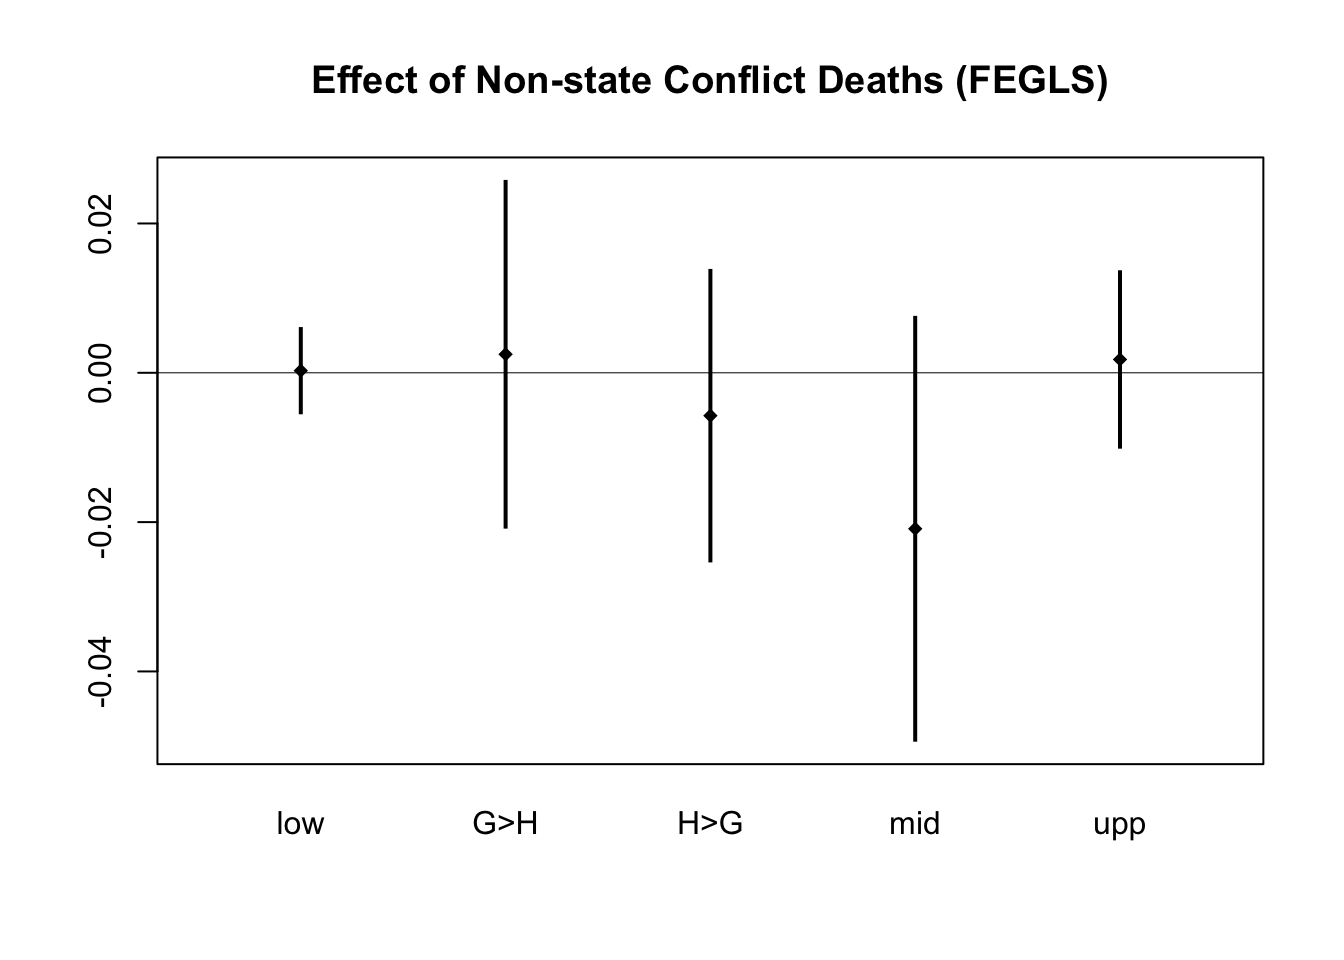 Effect of Non-state Conflict Deaths (FEGLS)
0.02
0.00
-0.02
-0.04
low G>H H>G mid upp